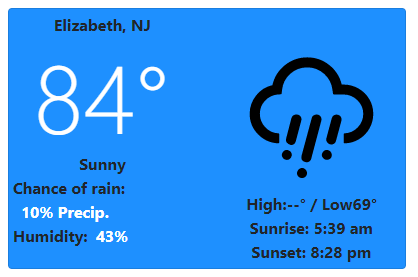 Elizabeth, NJ
84°
Sunny
Chance of rain:
10% Precip.
Humidity: 43%
High:--° / Low69°
Sunrise: 5:39 am
Sunset: 8:28 pm